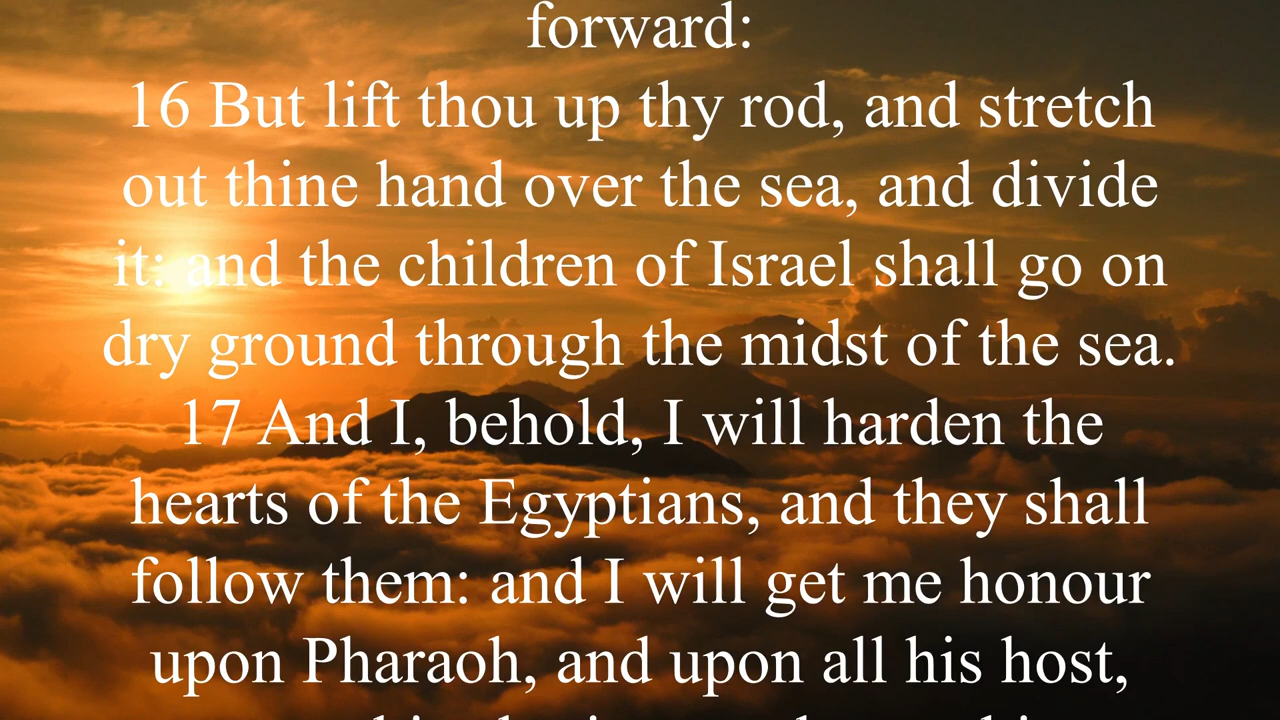 forward:
16 But lift thou up thy rod, and stretch
out thine hand over the sea, and divide
it: and the children of Israel shall go on
dry ground through the midst of the sea.
17 And I, behold, I will harden the
hearts of the Egyptians, and they shall
follow them: and I will get me honour
upon Pharaoh, and upon all his host,